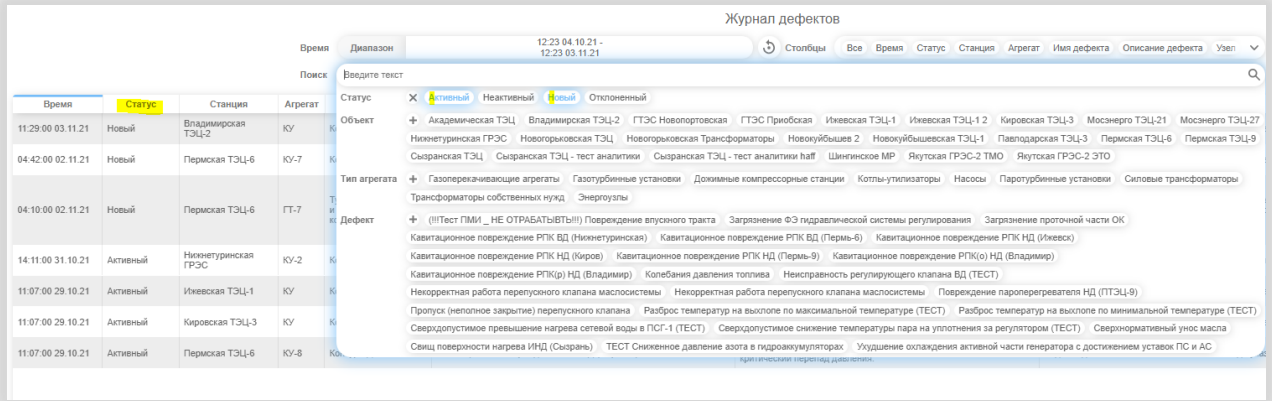 Журнал дефектов
Время Диапазон 12:23 04.10.21 - 12:23 03.11.21 Столбцы Все Время Статус Станция Агрегат Имя дефекта Описание дефекта Узел
Поиск Введите текст
Статус Активный Неактивный Новый Отклоненный
Объект + Академическая ТЭЦ Владимирская ТЭЦ-2 ГТЭС Новопортовская ГТЭС Приобская Ижевская ТЭЦ-1 Ижевская ТЭЦ-1 2 Кировская ТЭЦ-3 Мосэнерго ТЭЦ-21 Мосэнерго ТЭЦ-27
Нижнетуринская ГРЭС Новогорьковская ТЭЦ Новогорьковская Трансформаторы Новокуйбышев 2 Новокуйбышевская ТЭЦ-1 Павлодарская ТЭЦ-3 Пермская ТЭЦ-6 Пермская ТЭЦ-9
Сызранская ТЭЦ Сызранская ТЭЦ - тест аналитики Сызранская ТЭЦ - тест аналитики haff Шингинское МР Якутская ГРЭС-2 ТМО Якутская ГРЭС-2 ЭТО
Тип агрегата + Газоперекачивающие агрегаты Газотурбинные установки Дожимные компрессорные станции Котлы-утилизаторы Насосы Паротурбинные установки Силовые трансформаторы
Трансформаторы собственных нужд Энергоузлы
Дефект + (!!!Тест ПМИ _ НЕ ОТРАБАТЫВТЬ!!!) Повреждение впускного тракта Загрязнение ФЭ гидравлической системы регулирования Загрязнение проточной части ОК
Кавитационное повреждение РПК ВД (Нижнетуринская) Кавитационное повреждение РПК ВД (Пермь-6) Кавитационное повреждение РПК НД (Ижевск)
Кавитационное повреждение РПК НД (Киров) Кавитационное повреждение РПК НД (Пермь-9) Кавитационное повреждение РПК(о) НД (Владимир)
Кавитационное повреждение РПК(р) НД (Владимир) Колебания давления топлива Неисправность регулирующего клапана ВД (ТЕСТ)
Некорректная работа перепускного клапана маслосистемы Некорректная работа перепускного клапана маслосистемы Повреждение пароперегревателя НД (ПТЭЦ-9)
Пропуск (неполное закрытие) перепускного клапана Разброс температур на выхлопе по максимальной температуре (ТЕСТ) Разброс температур на выхлопе по минимальной температуре (ТЕСТ)
Сверхдопустимое превышение нагрева сетевой воды в ПСГ-1 (ТЕСТ) Сверхдопустимое снижение температуры пара на уплотнения за регулятором (ТЕСТ) Сверхнормативный унос масла
Свищ поверхности нагрева ИНД (Сызрань) ТЕСТ Сниженное давление азота в гидроаккумуляторах Ухудшение охлаждения активной части генератора с достижением уставок ПС и АС
критический перепад давления.
Время Статус Станция Агрегат
11:29:00 03.11.21 Новый Владимирская ТЭЦ-2 КУ
04:42:00 02.11.21 Новый Пермская ТЭЦ-6 КУ-7
04:10:00 02.11.21 Новый Пермская ТЭЦ-6 ГТ-7
14:11:00 31.10.21 Активный Нижнетуринская ГРЭС КУ-2
11:07:00 29.10.21 Активный Ижевская ТЭЦ-1 КУ
11:07:00 29.10.21 Активный Кировская ТЭЦ-3 КУ
11:07:00 29.10.21 Активный Пермская ТЭЦ-6 КУ-8